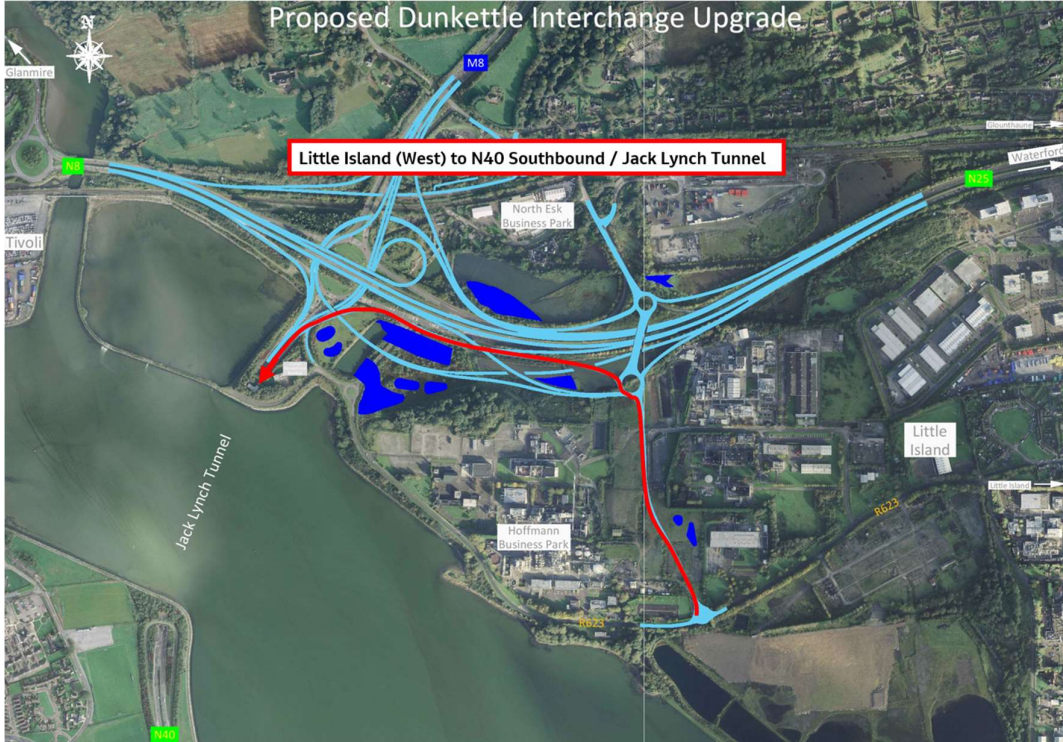 Proposed Dunkettle Interchange Upgrade
N
Glanmire
M8
Glounthaune
Little Island (West) to N40 Southbound / Jack Lynch Tunnel
Waterford
N8
N25
North Esk
Business Park
Tivoli
Little
Island
Jack Lynch Tunnel
Little Island
R623
Hoffmann
Business Park
R623
N40